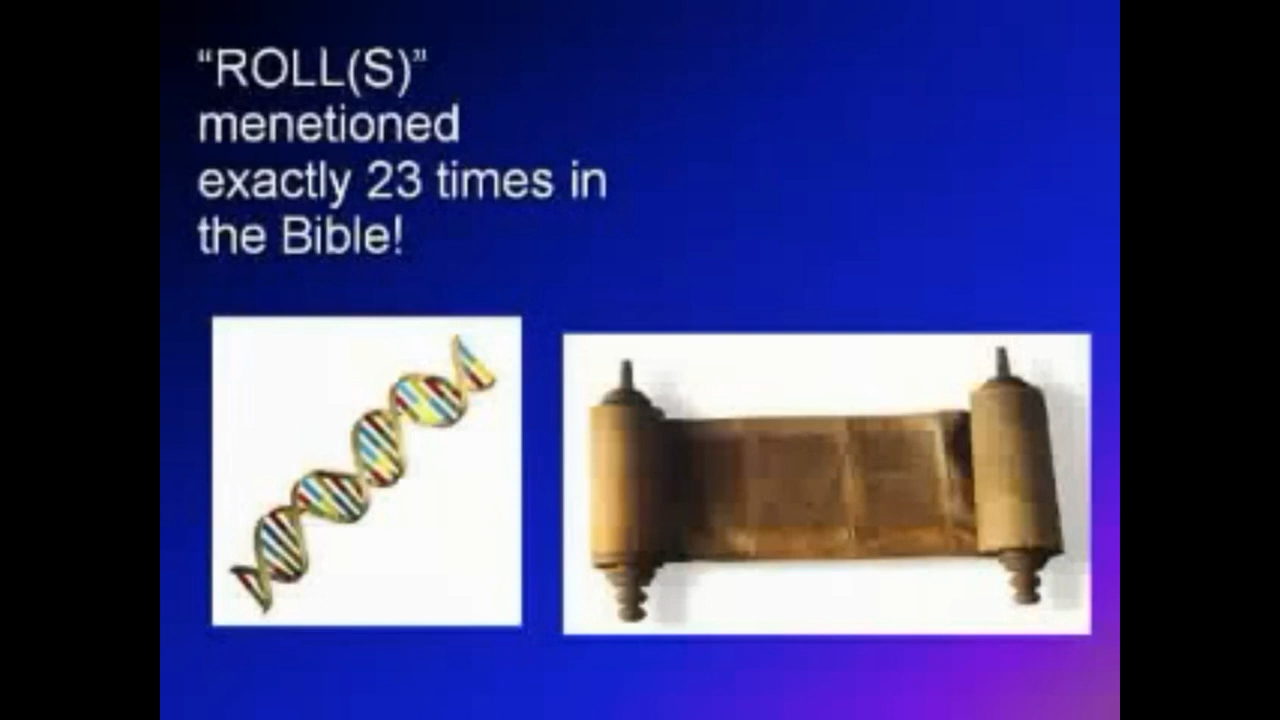 “ROLL(S)”
menetioned
exactly 23 times in
the Bible!